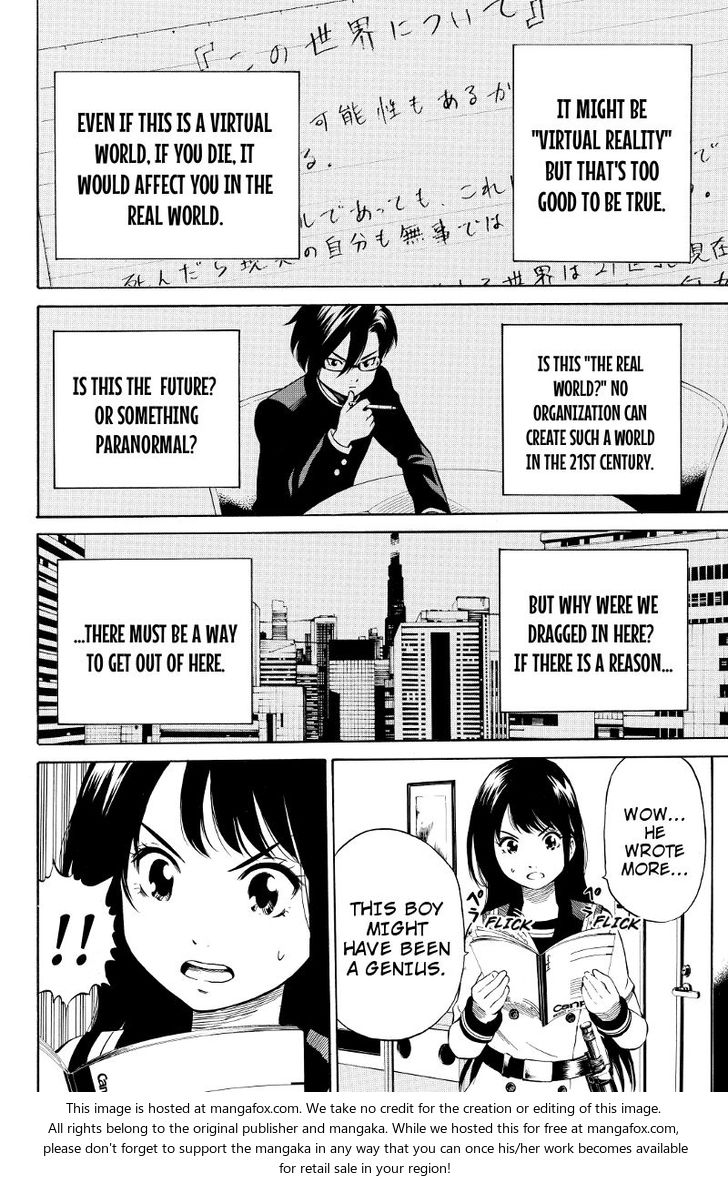 『この世界について』
可能性もあるか
で
る。
ルであっても、これ
。
死んだら現
の自分も無事では
世界は21世紀
現在
IT MIGHT BE
"VIRTUAL REALITY"
BUT THAT'S TOO
GOOD TO BE TRUE.
EVEN IF THIS IS A VIRTUAL
WORLD, IF YOU DIE, IT
WOULD AFFECT YOU IN THE
REAL WORLD.
IS THIS "THE REAL
WORLD?" NO
ORGANIZATION CAN
CREATE SUCH A WORLD
IN THE 21ST CENTURY.
IS THIS THE FUTURE?
OR SOMETHING
PARANORMAL?
BUT WHY WERE WE
DRAGGED IN HERE?
IF THERE IS A REASON...
...THERE MUST BE A WAY
TO GET OUT OF HERE.
WOW...
HE
WROTE
MORE...
FLICK
FLICK
THIS BOY
MIGHT
HAVE BEEN
A GENIUS.
!!
This image is hosted at mangafox.com. We take no credit for the creation or editing of this image.
All rights belong to the original publisher and mangaka. While we hosted this for free at mangafox.com,
please don't forget to support the mangaka in any way that you can once his/her work becomes available
for retail sale in your region!